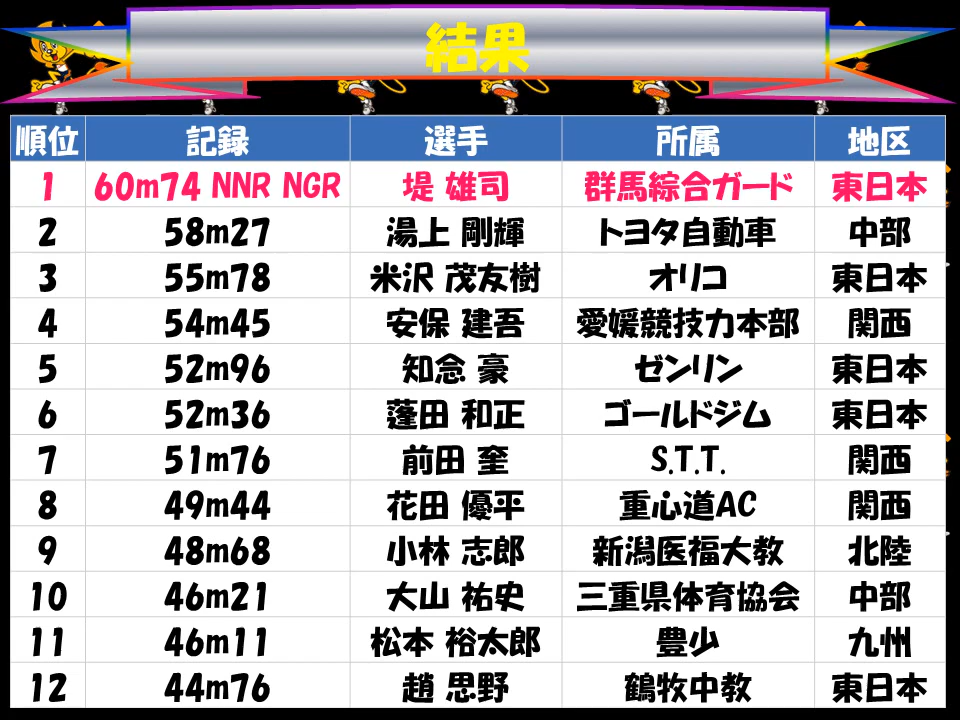 結果
順位 記録 選手 所属 地区
1 60m74 NNR NGR 堤 雄司 群馬綜合ガード 東日本
2 58m27 湯上 剛輝 トヨタ自動車 中部
3 55m78 米沢 茂友樹 オリコ 東日本
4 54m45 安保 建吾 愛媛競技力本部 関西
5 52m96 知念 豪 ゼンリン 東日本
6 52m36 蓬田 和正 ゴールドジム 東日本
7 51m76 前田 奎 S.T.T. 関西
8 49m44 花田 優平 重心道AC 関西
9 48m68 小林 志郎 新潟医福大教 北陸
10 46m21 大山 祐史 三重県体育協会 中部
11 46m11 松本 裕太郎 豊少 九州
12 44m76 趙 思野 鶴牧中教 東日本